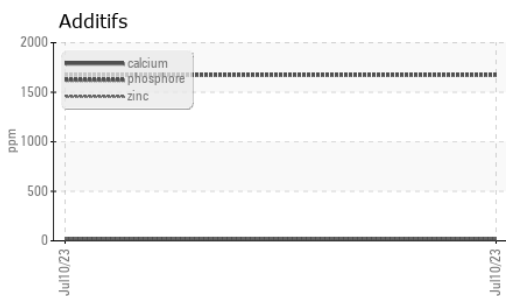 Additifs
2000
1500
1000
500
0
ppm
calcium
phosphore
zinc
Jul10/23
Jul10/23